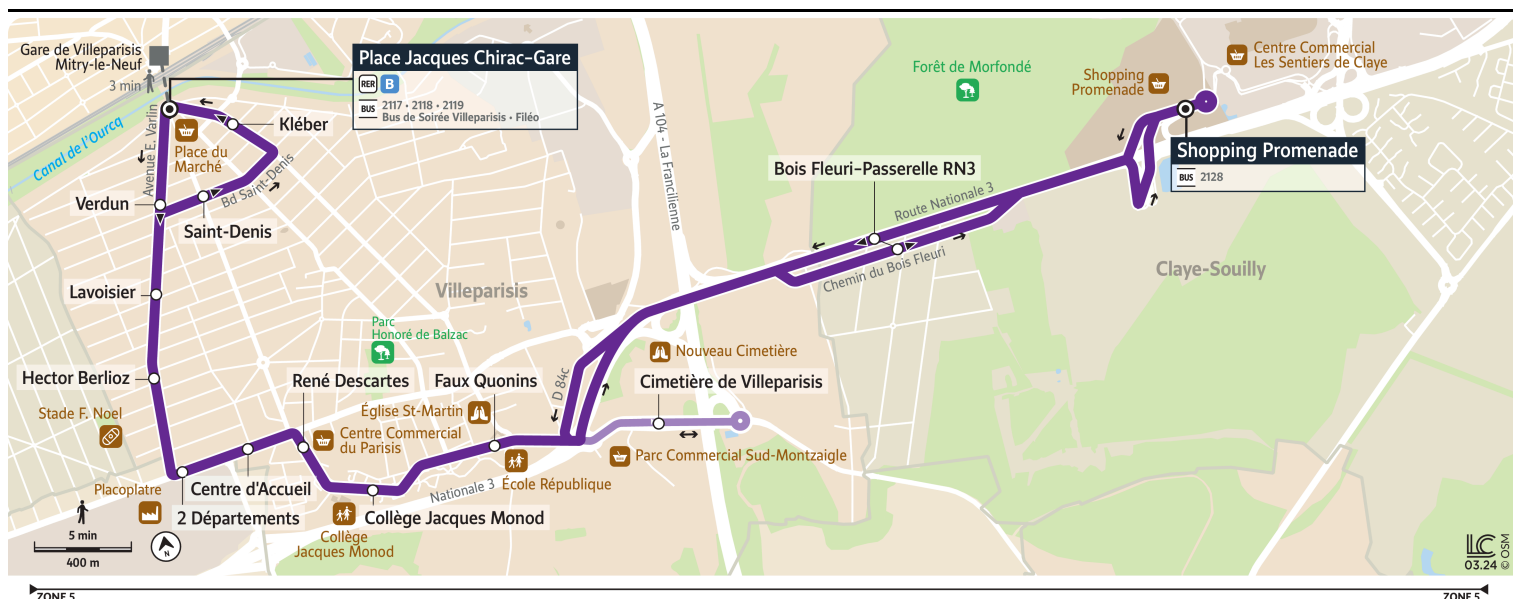 Gare de Villeparisis
Mitry-le-Neuf
3 min
Place Jacques Chirac–Gare
RER B
BUS
2117 • 2118 • 2119
Bus de Soirée Villeparisis • Filéo
Canal de l'Ourcq
Avenue E. Varlin
Place du
Marché
Kléber
Bd Saint-Denis
Verdun
Saint-Denis
Lavoisier
Villeparisis
Parc
Honoré de Balzac
Hector Berlioz
Stade F. Noel
René Descartes
Faux Quonins
Église St-Martin
Centre Commercial
du Parisis
Centre d'Accueil
Placoplatre
2 Départements
Nationale 3
École République
Collège Jacques Monod
Collège
Jacques Monod
D 84c
A 104 - La Francilienne
Nouveau Cimetière
Cimetière de Villeparisis
Parc Commercial Sud-Montzaigle
Bois Fleuri–Passerelle RN3
Route Nationale 3
Chemin du Bois Fleuri
Forêt de Morfondé
Shopping
Promenade
Centre Commercial
Les Sentiers de Claye
Shopping Promenade
BUS 2128
Claye-Souilly
5 min
400 m
N
LC
03.24 © OSM
ZONE 5
ZONE 5